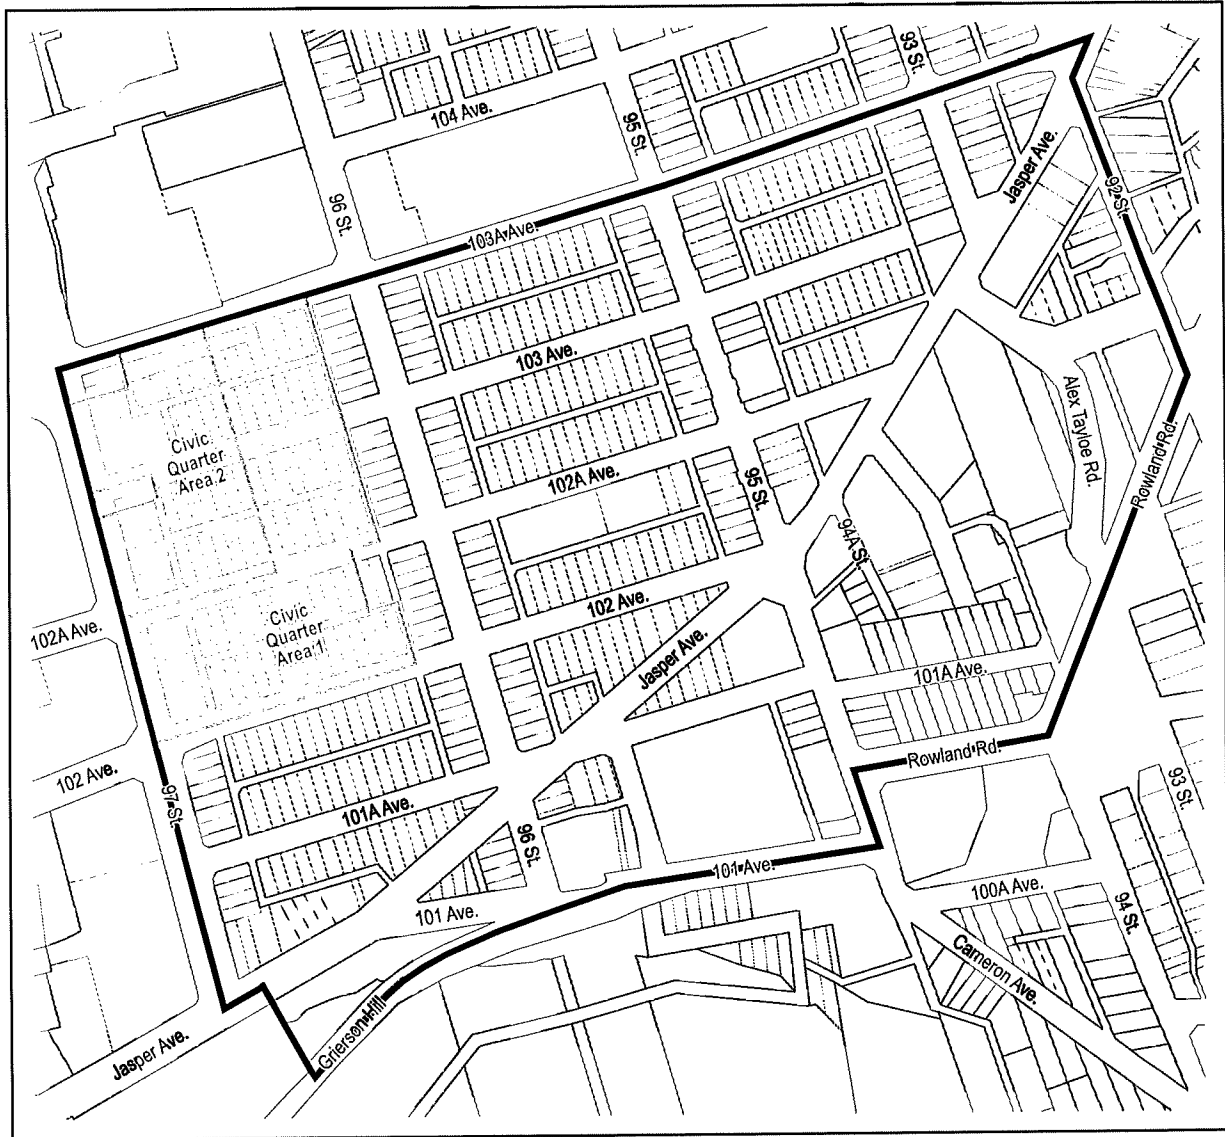 93 St.
104 Ave.
95 St.
Jasper Ave.
92 St.
96 St.
103A Ave.
103 Ave.
Alex Tayloe Rd.
Rowland Rd.
Civic
Quarter
Area 2
102A Ave.
95 St.
94A St.
102A Ave.
Civic
Quarter
Area 1
102 Ave.
Jasper Ave.
101A Ave.
Rowland Rd.
102 Ave.
97 St.
101A Ave.
93 St.
96 St.
101 Ave.
100A Ave.
101 Ave.
94 St.
Cameron Ave.
Grierson Hill
Jasper Ave.